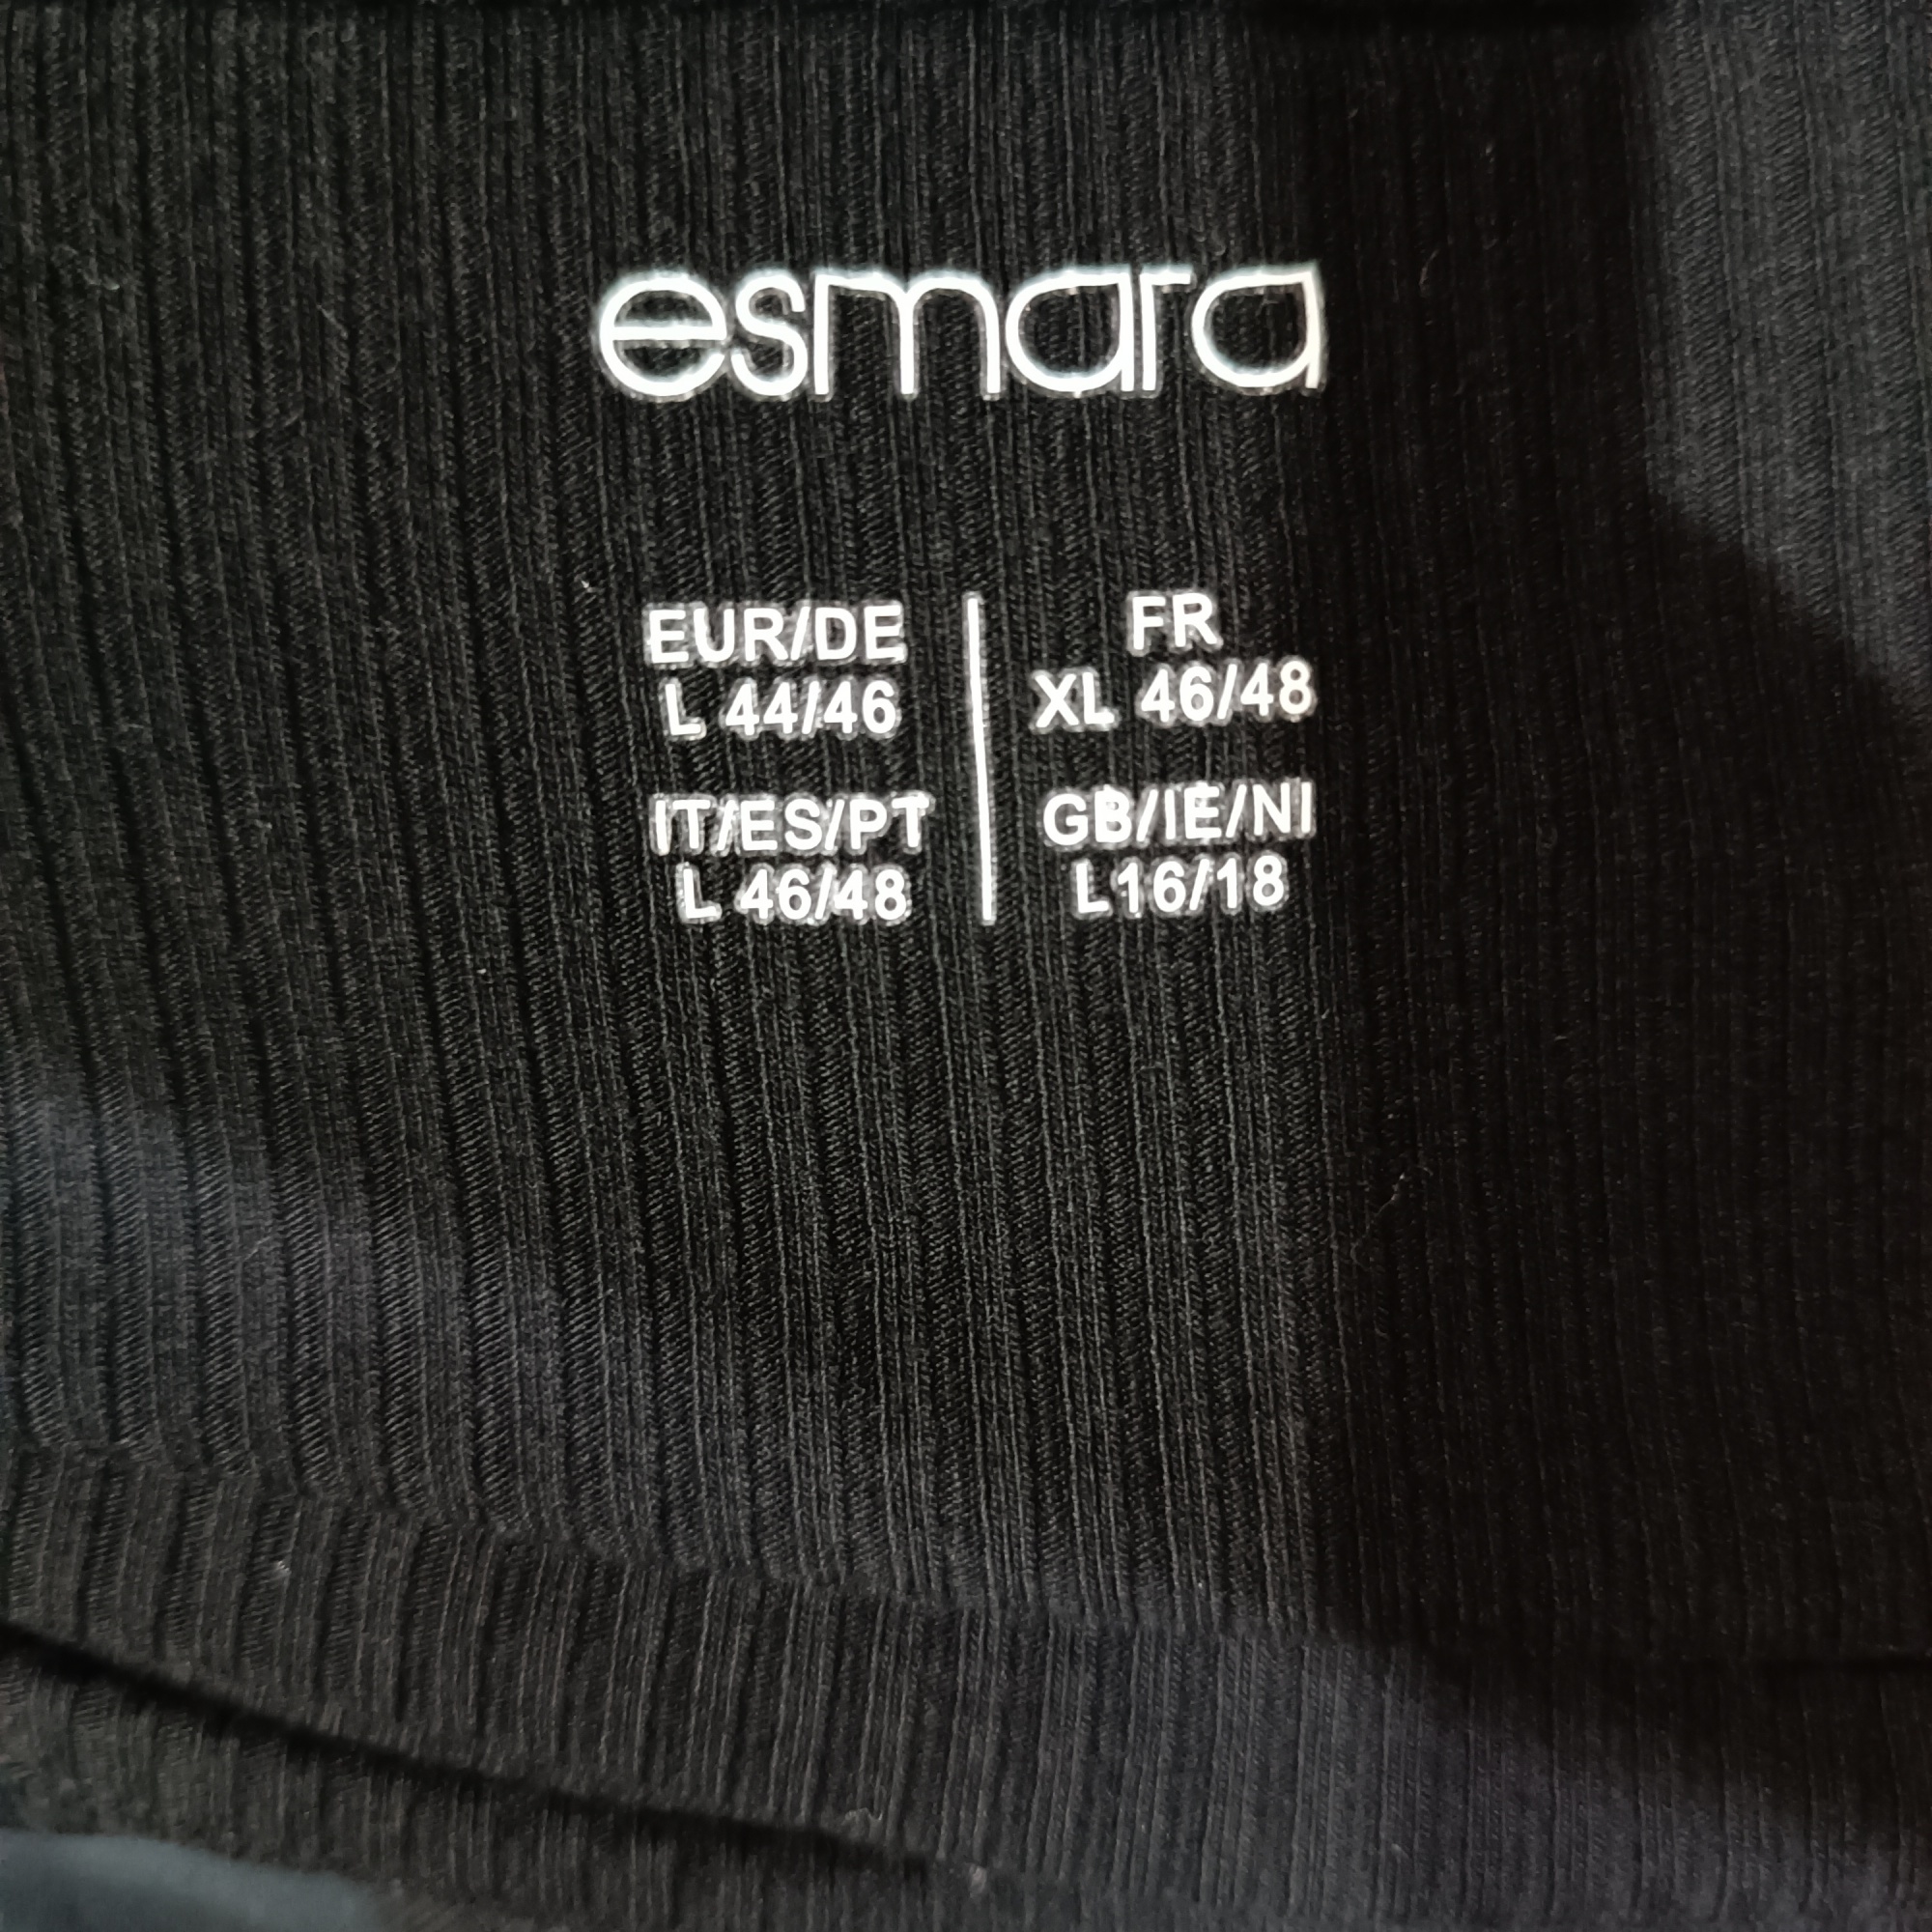 esmara
EUR/DE
L 44/46
FR
XL 46/48
IT/ES/PT
L 46/48
GB/IE/NI
L16/18